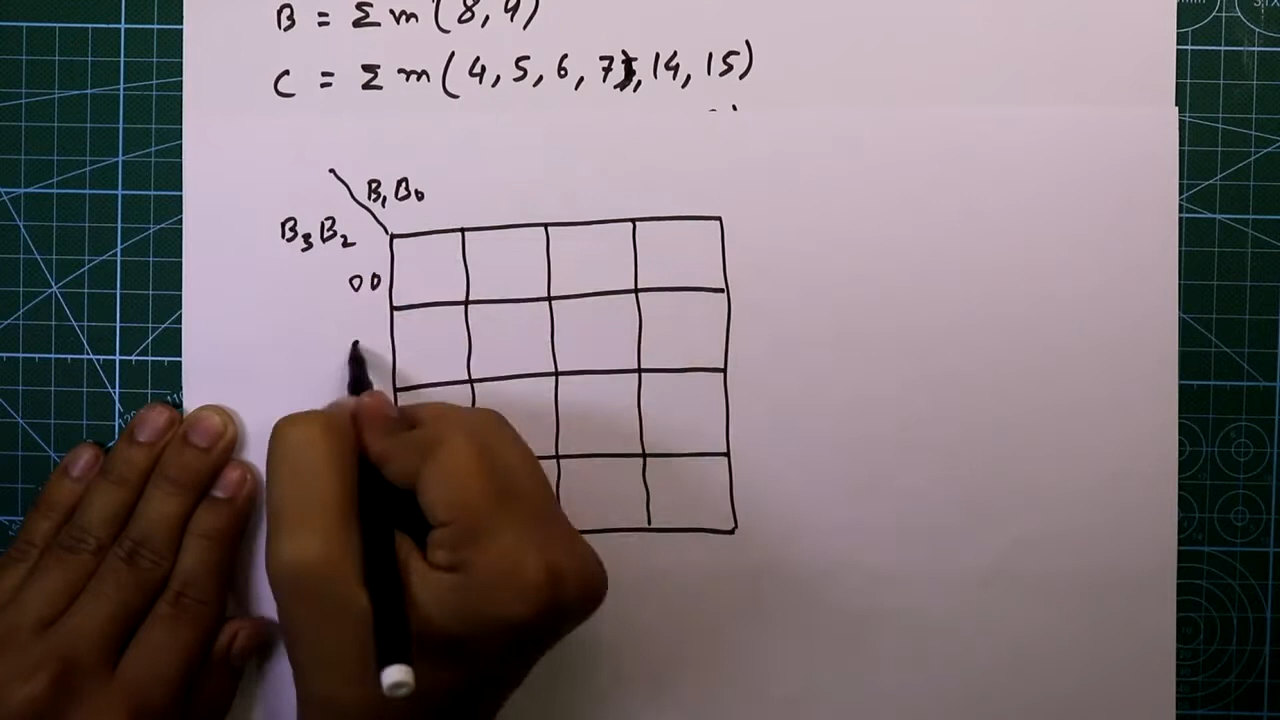 B = Σ m (8, 9)
C = Σ m (4, 5, 6, 7, 14, 15)
B₁B₀
B₃B₂
00